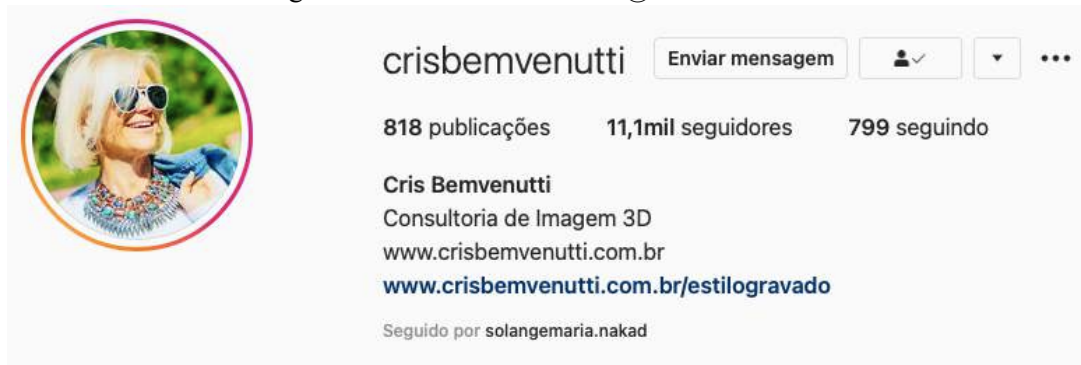 crisbemvenutti Enviar mensagem
818 publicações 11,1mil seguidores 799 seguindo
Cris Bemvenutti
Consultoria de Imagem 3D
www.crisbemvenutti.com.br
www.crisbemvenutti.com.br/estilogravado
Seguido por solangemaria.nakad